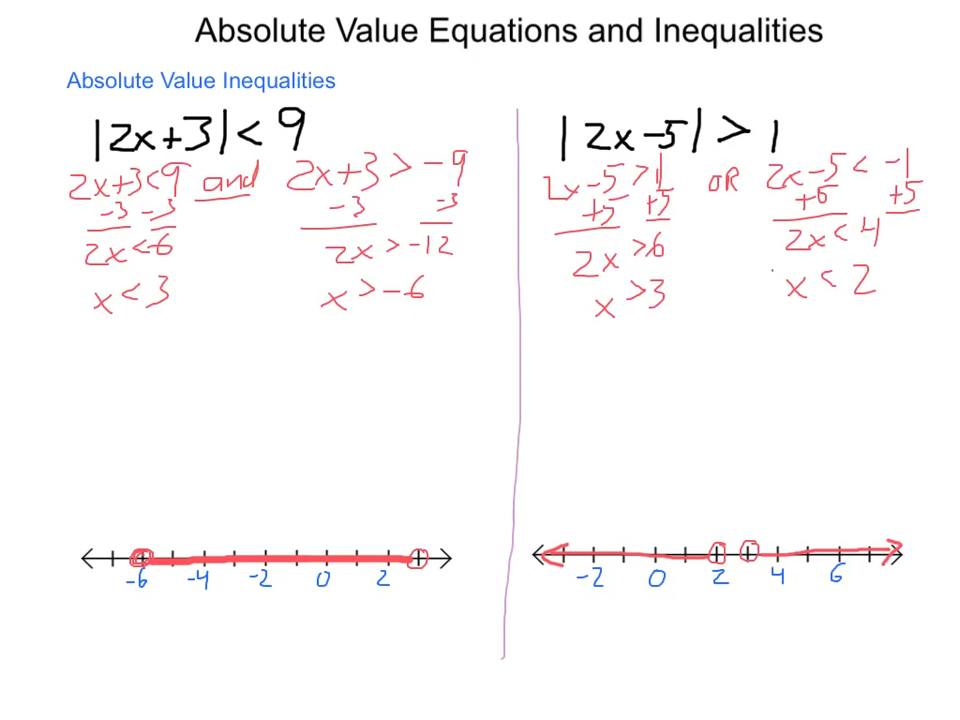 Absolute Value Equations and Inequalities
Absolute Value Inequalities
|2x+3| < 9
2x+3<9 and 2x+3 > -9
-3 -3 -3 -3
2x < 6 2x > -12
x < 3 x > -6
|2x-5| > 1
2x-5 > 1 OR 2x-5 < -1
+5 +5 +5 +5
2x > 6 2x < 4
x > 3 x < 2
-6 -4 -2 0 2
-2 0 2 4 6